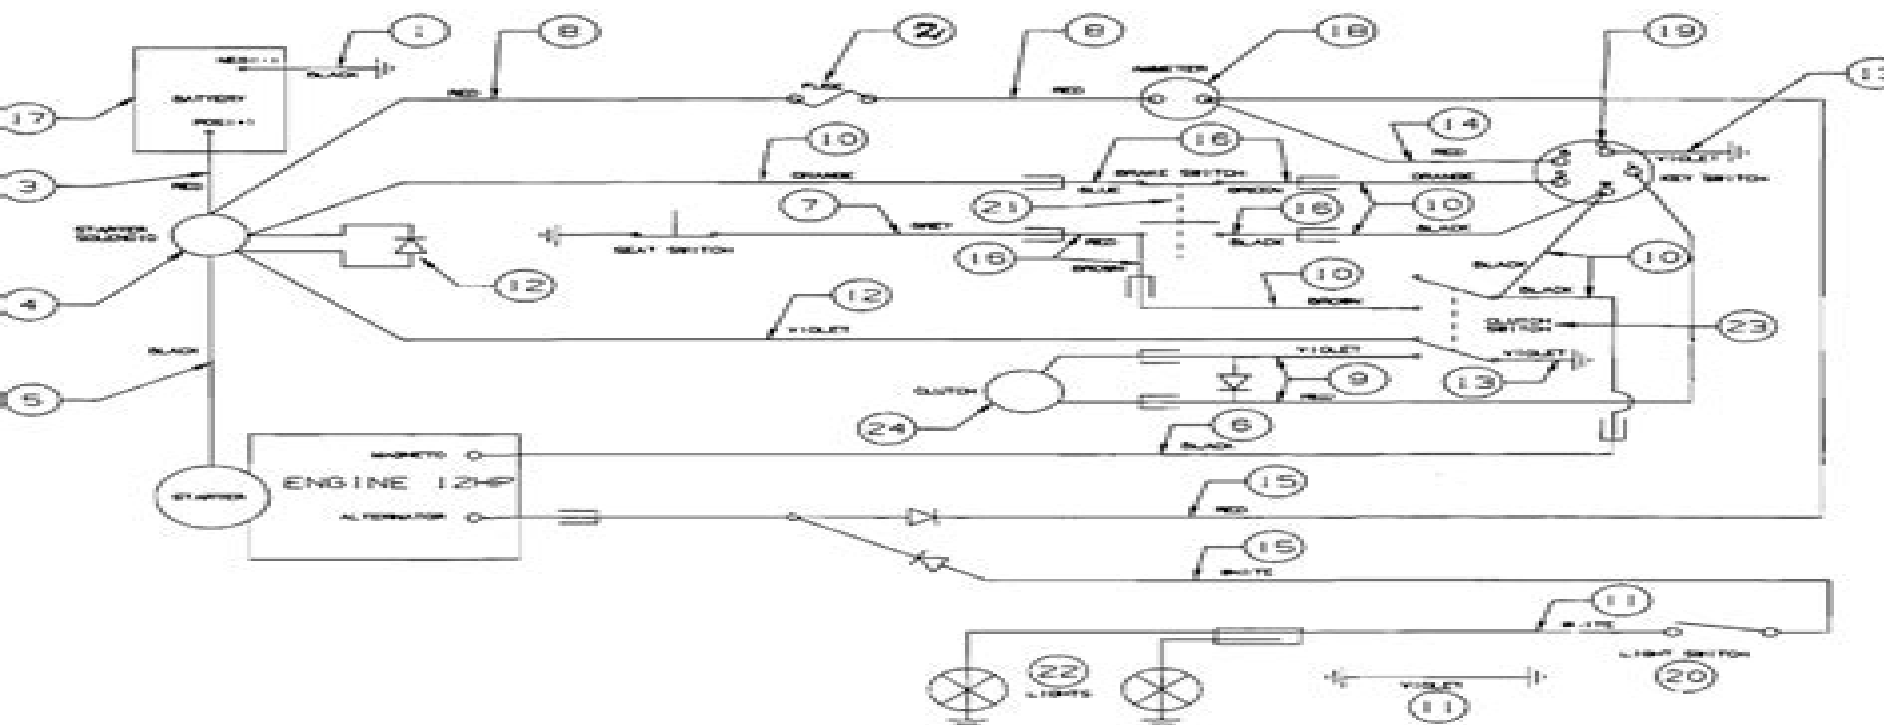 1
8
2
8
18
19
NEG(-)
BLACK
BATTERY
POS(+)
17
RED
FUSE
RED
AMMETER
10
16
14
RED
VIOLET
KEY SWITCH
3
RED
ORANGE
BLUE
BRAKE SWITCH
GREEN
ORANGE
7
21
16
10
STARTER
SOLENOID
GREY
SEAT SWITCH
RED
BLACK
BLACK
16
BROWN
10
BLACK
10
4
12
12
BROWN
BLACK
VIOLET
CLUTCH
SWITCH
23
BLACK
VIOLET
VIOLET
5
CLUTCH
9
13
RED
24
6
BLACK
MAGNETO
ENGINE 12HP
STARTER
ALTERNATOR
15
RED
15
WHITE
11
WHITE
LIGHT SWITCH
22
LIGHTS
20
VIOLET
11